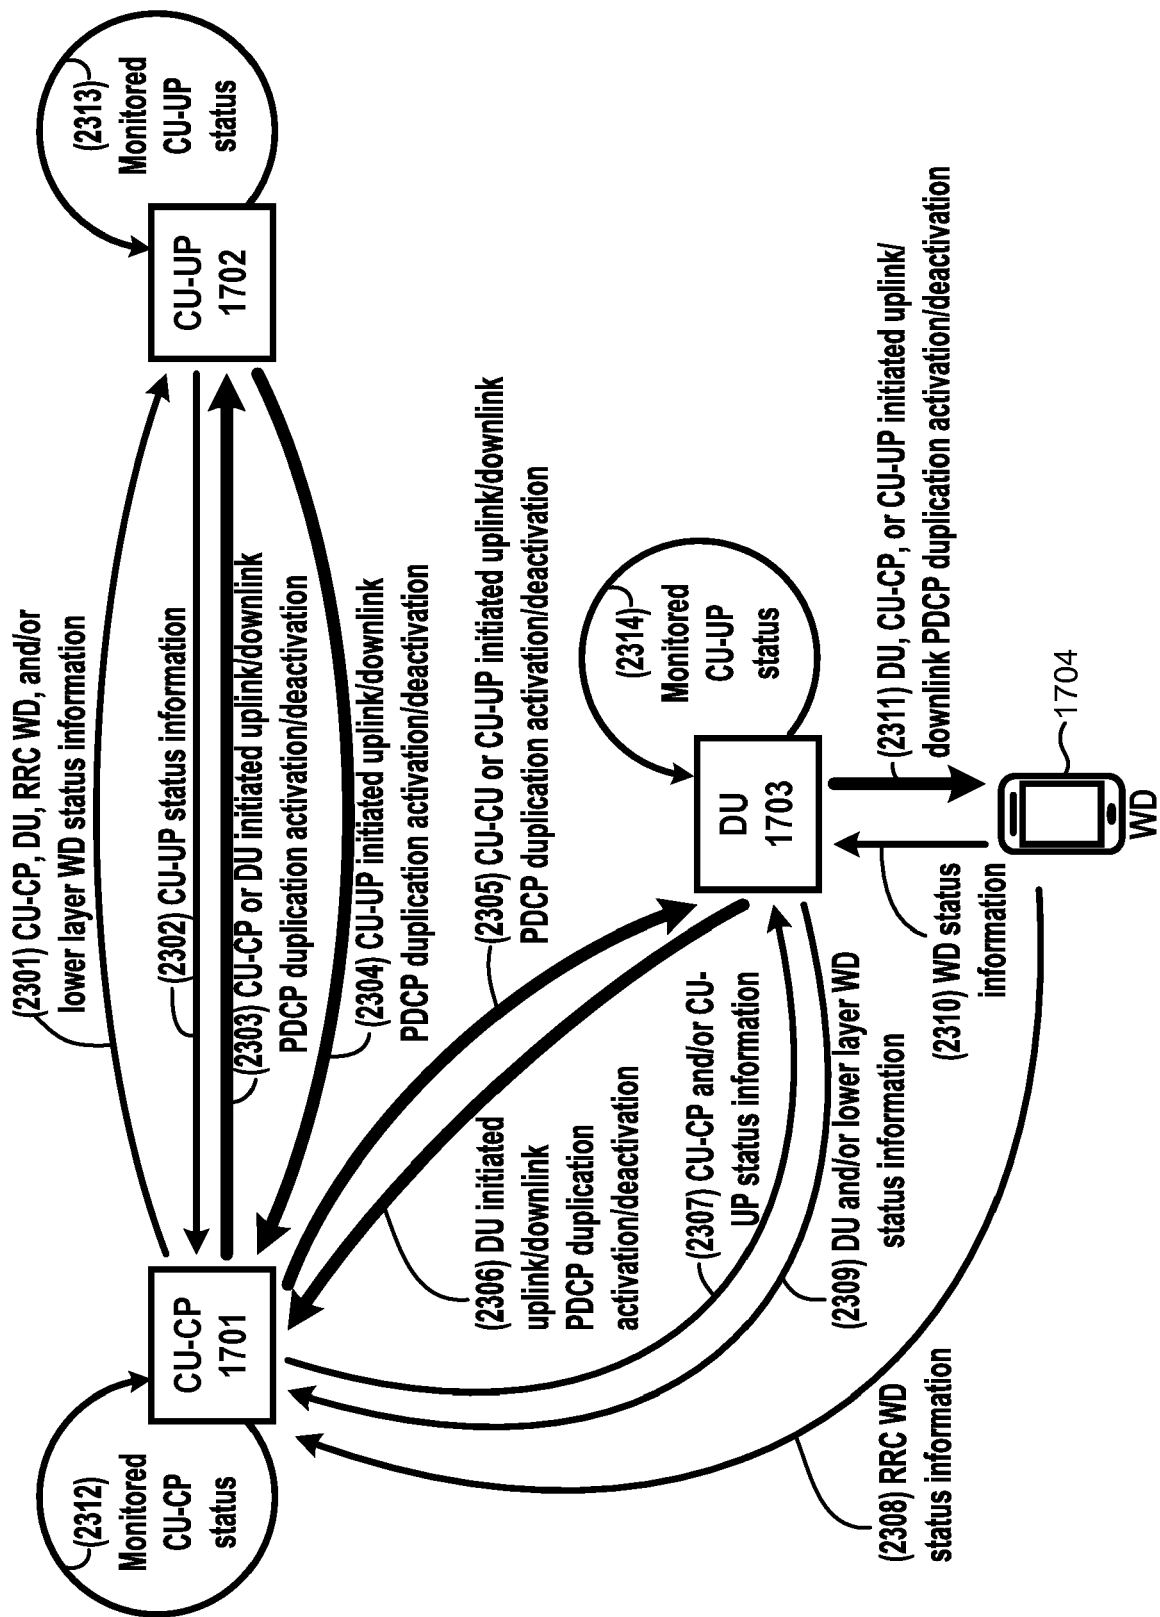 (2301) CU-CP, DU, RRC WD, and/or
lower layer WD status information
(2302) CU-UP status information
(2303) CU-CP or DU initiated uplink/downlink
PDCP duplication activation/deactivation
(2304) CU-UP initiated uplink/downlink
PDCP duplication activation/deactivation
(2312)
Monitored
CU-CP
status
CU-CP
1701
CU-UP
1702
(2313)
Monitored
CU-UP
status
(2305) CU-CU or CU-UP initiated uplink/downlink
PDCP duplication activation/deactivation
(2306) DU initiated
uplink/downlink
PDCP duplication
activation/deactivation
(2314)
Monitored
CU-UP
status
(2307) CU-CP and/or CU-
UP status information
DU
1703
(2309) DU and/or lower layer WD
status information
(2308) RRC WD
status information
(2310) WD status
information
(2311) DU, CU-CP, or CU-UP initiated uplink/
downlink PDCP duplication activation/deactivation
1704
WD